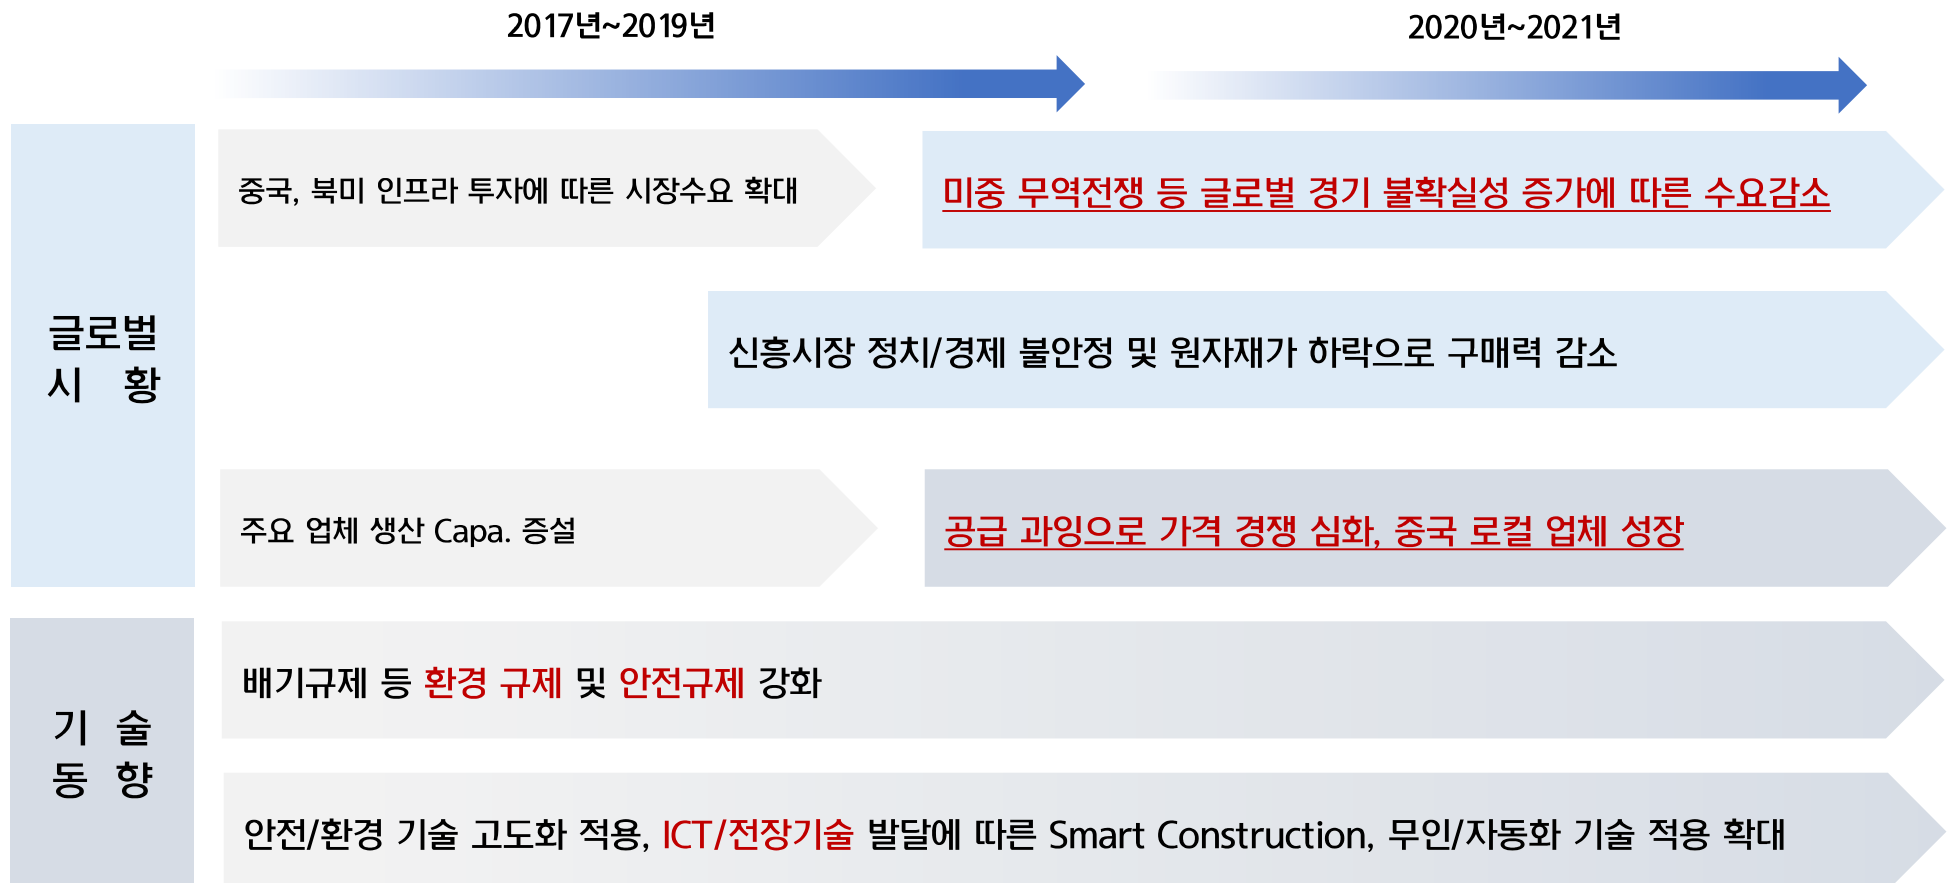 2017년~2019년
2020년~2021년
글로벌
시 황
중국, 북미 인프라 투자에 따른 시장수요 확대
미중 무역전쟁 등 글로벌 경기 불확실성 증가에 따른 수요감소
신흥시장 정치/경제 불안정 및 원자재가 하락으로 구매력 감소
주요 업체 생산 Capa. 증설
공급 과잉으로 가격 경쟁 심화, 중국 로컬 업체 성장
기 술
동 향
배기규제 등 환경 규제 및 안전규제 강화
안전/환경 기술 고도화 적용, ICT/전장기술 발달에 따른 Smart Construction, 무인/자동화 기술 적용 확대